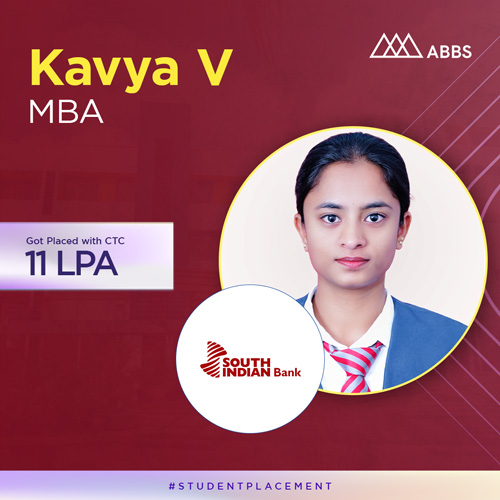 ABBS
Kavya V
MBA
Got Placed with CTC
11 LPA
SOUTH
INDIAN Bank
#STUDENTPLACEMENT